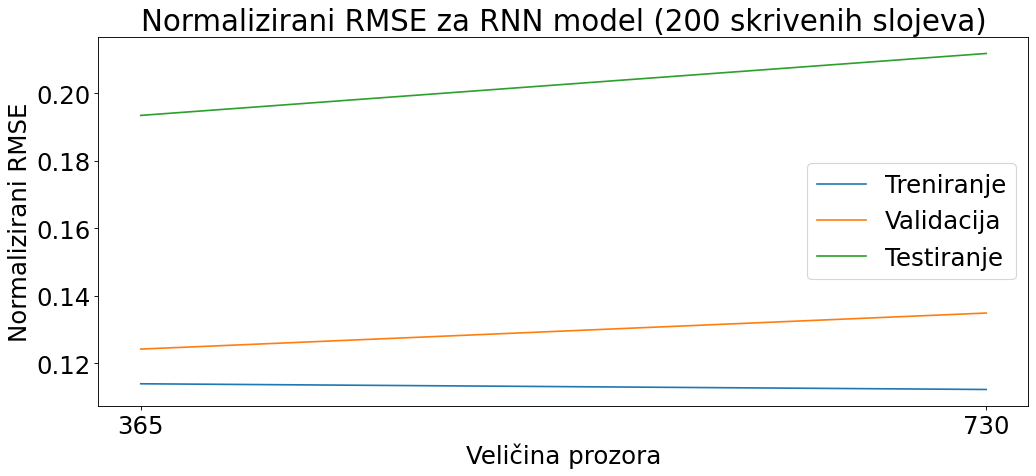 Normalizirani RMSE za RNN model (200 skrivenih slojeva)
Normalizirani RMSE
0.20
0.18
0.16
0.14
0.12
Treniranje
Validacija
Testiranje
365
730
Veličina prozora